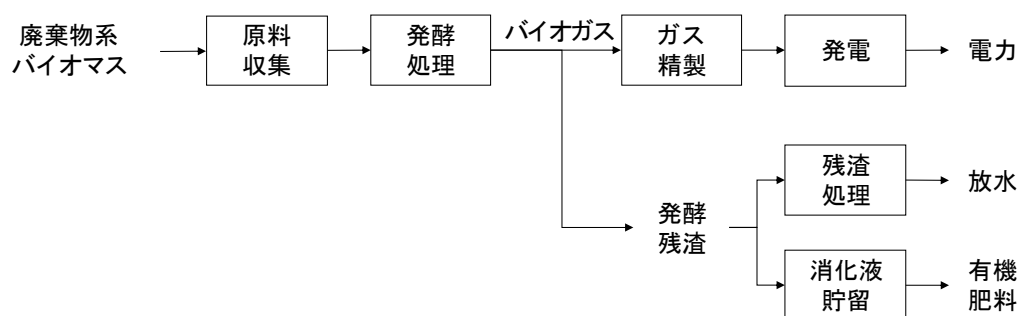 廃棄物系
バイオマス
原料
収集
発酵
処理
バイオガス
ガス
精製
発電
電力
発酵
残渣
残渣
処理
放水
消化液
貯留
有機
肥料